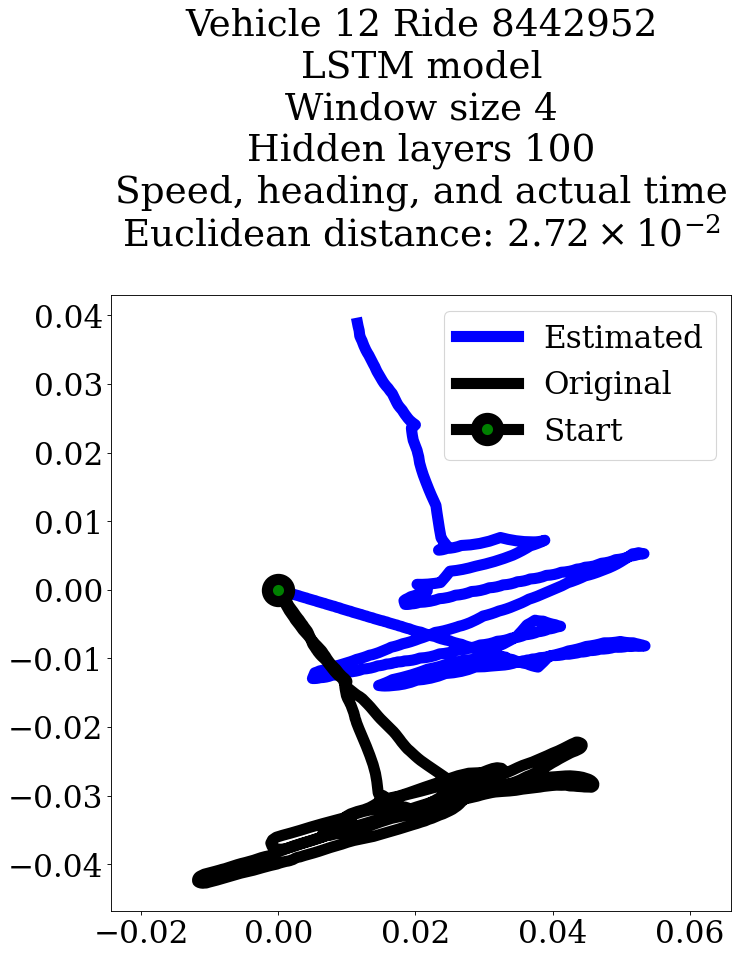 Vehicle 12 Ride 8442952
LSTM model
Window size 4
Hidden layers 100
Speed, heading, and actual time
Euclidean distance: 2.72 × 10⁻²
Estimated
Original
Start
0.04
0.03
0.02
0.01
0.00
−0.01
−0.02
−0.03
−0.04
−0.02
0.00
0.02
0.04
0.06